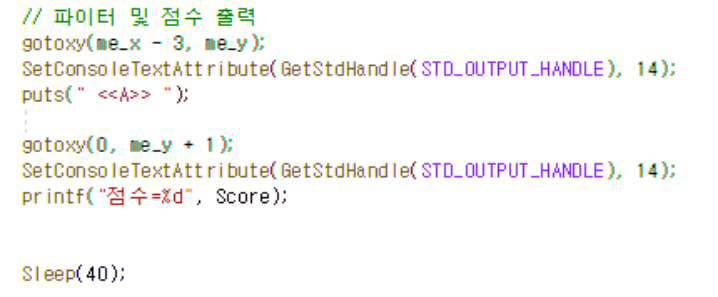 // 파이터 및 점수 출력
gotoxy(me_x - 3, me_y);
SetConsoleTextAttribute(GetStdHandle(STD_OUTPUT_HANDLE), 14);
puts(" <<A>> ");
gotoxy(0, me_y + 1);
SetConsoleTextAttribute(GetStdHandle(STD_OUTPUT_HANDLE), 14);
printf("점수=%d", Score);
Sleep(40);